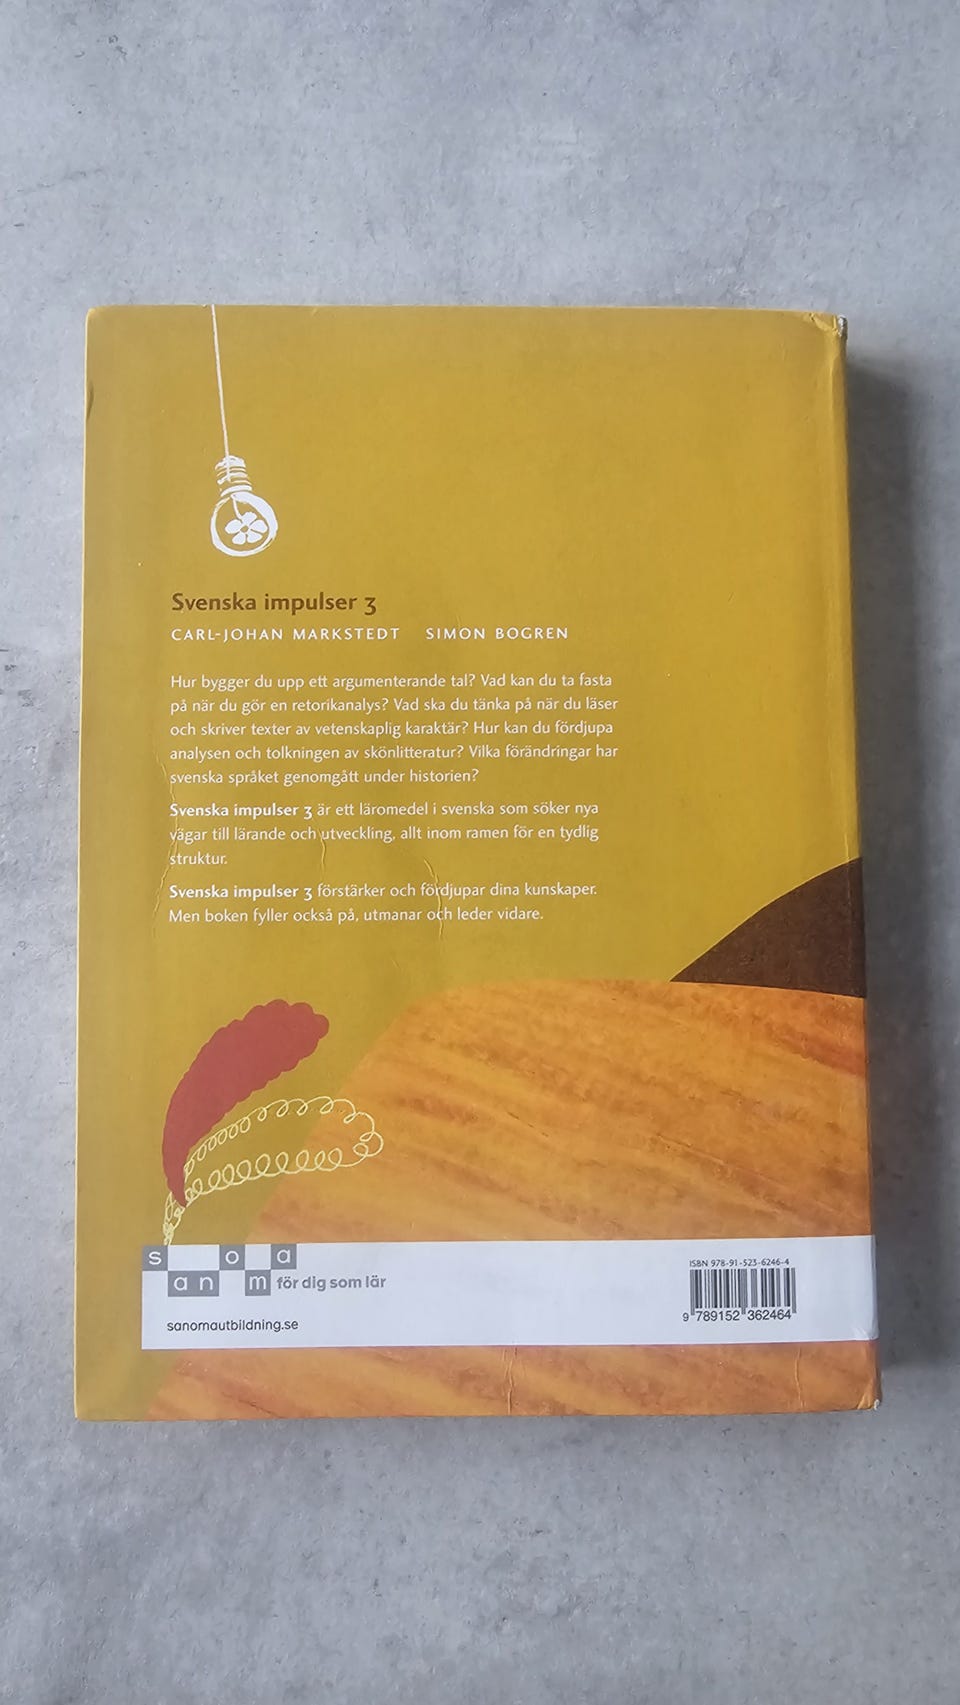 Svenska impulser 3
CARL-JOHAN MARKSTEDT SIMON BOGREN
Hur bygger du upp ett argumenterande tal? Vad kan du ta fasta
på när du gör en retorikanalys? Vad ska du tänka på när du läser
och skriver texter av vetenskaplig karaktär? Hur kan du fördjupa
analysen och tolkningen av skönlitteratur? Vilka förändringar har
svenska språket genomgått under historien?
Svenska impulser 3 är ett läromedel i svenska som söker nya
vägar till lärande och utveckling, allt inom ramen för en tydlig
struktur.
Svenska impulser 3 förstärker och fördjupar dina kunskaper.
Men boken fyller också på, utmanar och leder vidare.
sanoma
för dig som lär
sanomautbildning.se
ISBN 978-91-523-6246-4
9 789152 362464